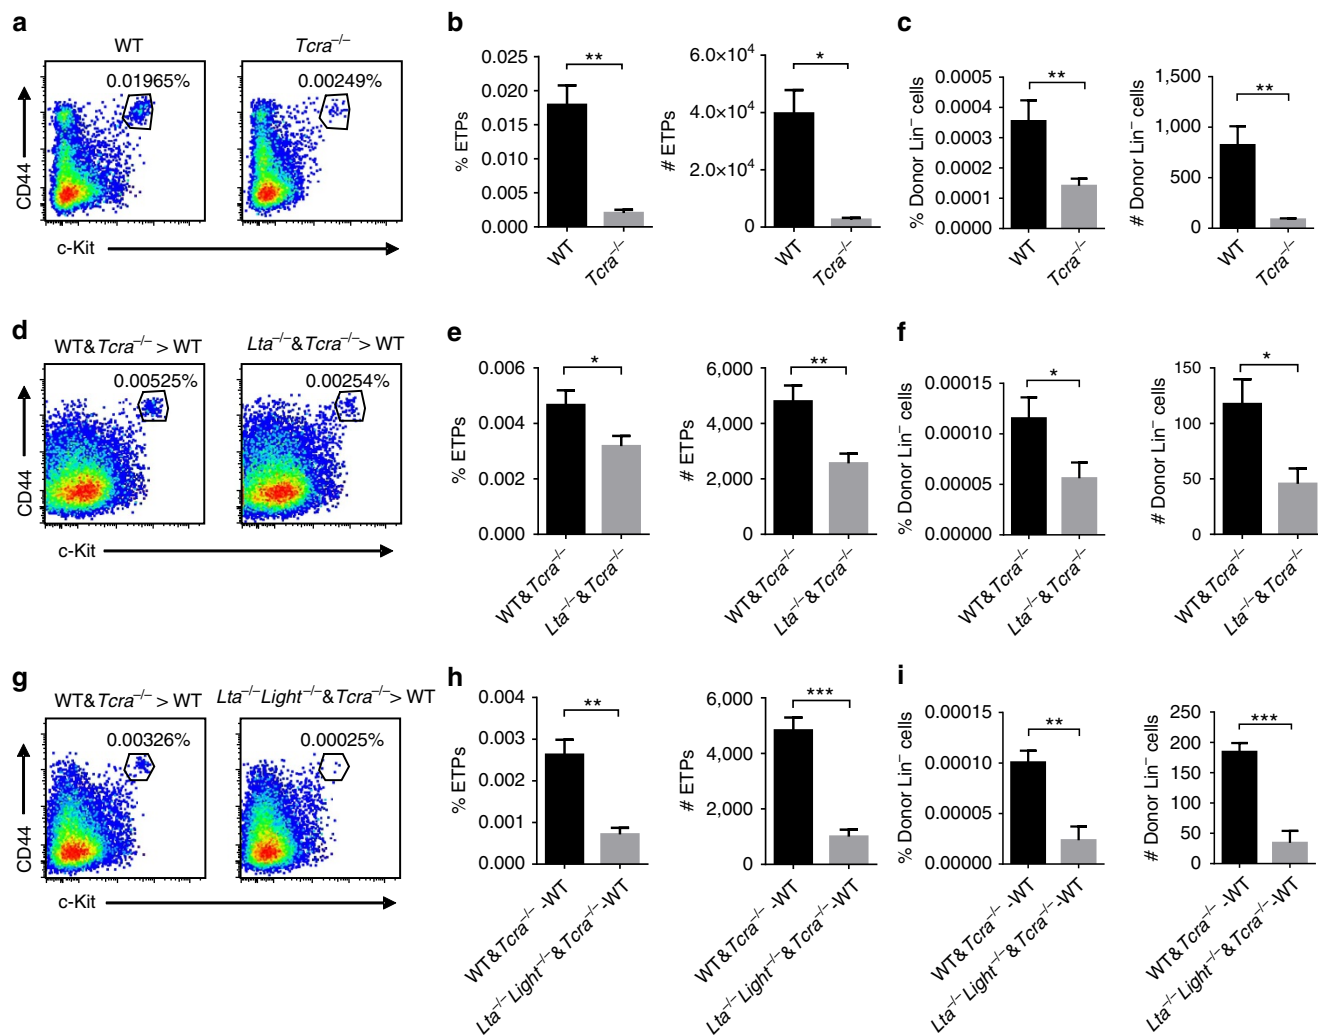 a
WT
Tcra–/–
0.01965%
0.00249%
CD44
c-Kit
b
% ETPs
0.025
0.020
0.015
0.010
0.005
0.000
**
WT
Tcra–/–
# ETPs
6.0×10⁴
4.0×10⁴
2.0×10⁴
0
*
WT
Tcra–/–
c
% Donor Lin– cells
0.0005
0.0004
0.0003
0.0002
0.0001
0.0000
**
WT
Tcra–/–
# Donor Lin– cells
1,500
1,000
500
0
**
WT
Tcra–/–
d
WT&Tcra–/– > WT
Lta–/–&Tcra–/–> WT
0.00525%
0.00254%
CD44
c-Kit
e
% ETPs
0.006
0.004
0.002
0.000
*
WT&Tcra–/–
Lta–/–&Tcra–/–
# ETPs
6,000
4,000
2,000
0
**
WT&Tcra–/–
Lta–/–&Tcra–/–
f
% Donor Lin– cells
0.00015
0.00010
0.00005
0.00000
*
WT&Tcra–/–
Lta–/–&Tcra–/–
# Donor Lin– cells
150
100
50
0
*
WT&Tcra–/–
Lta–/–&Tcra–/–
g
WT&Tcra–/– > WT
Lta–/–Light–/–&Tcra–/–> WT
0.00326%
0.00025%
CD44
c-Kit
h
% ETPs
0.004
0.003
0.002
0.001
0.000
**
WT&Tcra–/– -WT
Lta–/–Light–/–&Tcra–/–-WT
# ETPs
6,000
4,000
2,000
0
***
WT&Tcra–/– -WT
Lta–/–Light–/–&Tcra–/–-WT
i
% Donor Lin– cells
0.00015
0.00010
0.00005
0.00000
**
WT&Tcra–/– -WT
Lta–/–Light–/–&Tcra–/–-WT
# Donor Lin– cells
250
200
150
100
50
0
***
WT&Tcra–/– -WT
Lta–/–Light–/–&Tcra–/–-WT